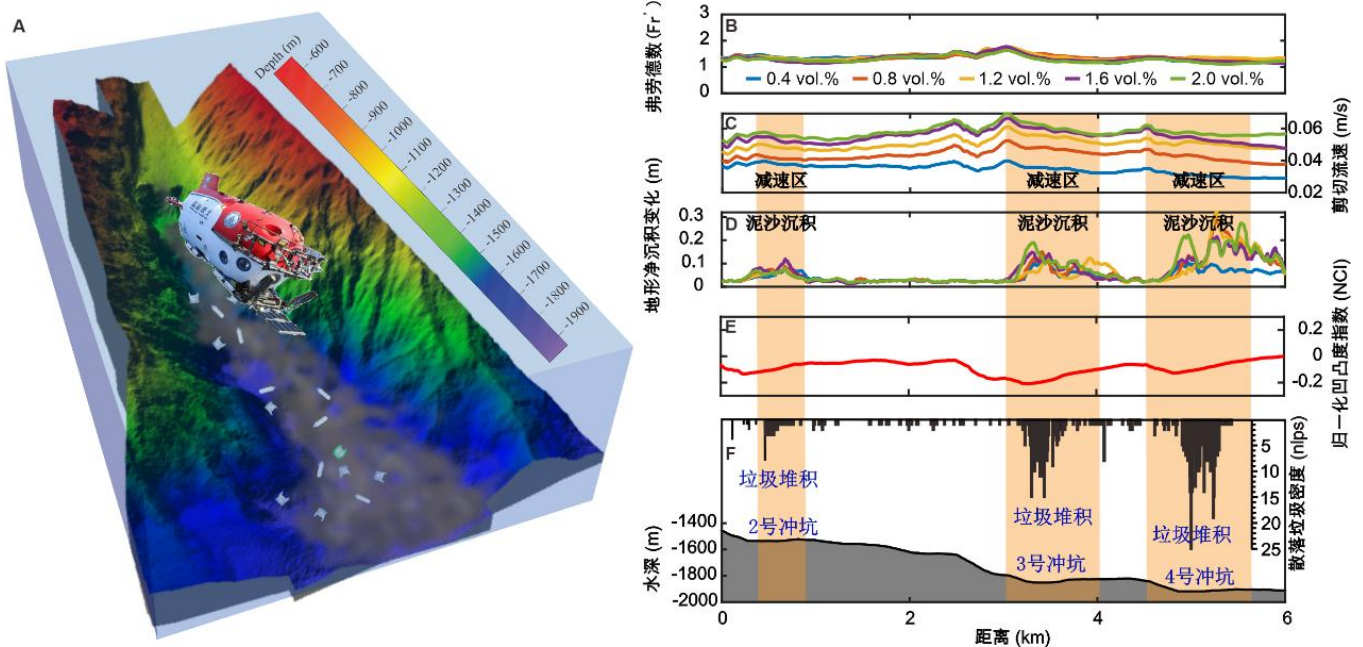 A
Depth (m)
-600
-700
-800
-900
-1000
-1100
-1200
-1300
-1400
-1500
-1600
-1700
-1800
-1900
弗劳德数 (Fr')
3
2
1
0
B
0.4 vol.% 0.8 vol.% 1.2 vol.% 1.6 vol.% 2.0 vol.%
C
减速区 减速区 减速区
0.06
0.04
0.02
剪切流速 (m/s)
地形净沉积变化 (m)
0.3
0.2
0.1
0
D
泥沙沉积 泥沙沉积 泥沙沉积
E
0.2
0
-0.2
归一化凹凸度指数 (NCI)
F
垃圾堆积 垃圾堆积 垃圾堆积
5
10
15
20
25
散落垃圾密度 (nlps)
2号冲坑 3号冲坑 4号冲坑
水深 (m)
-1400
-1600
-1800
-2000
0 2 4 6
距离 (km)